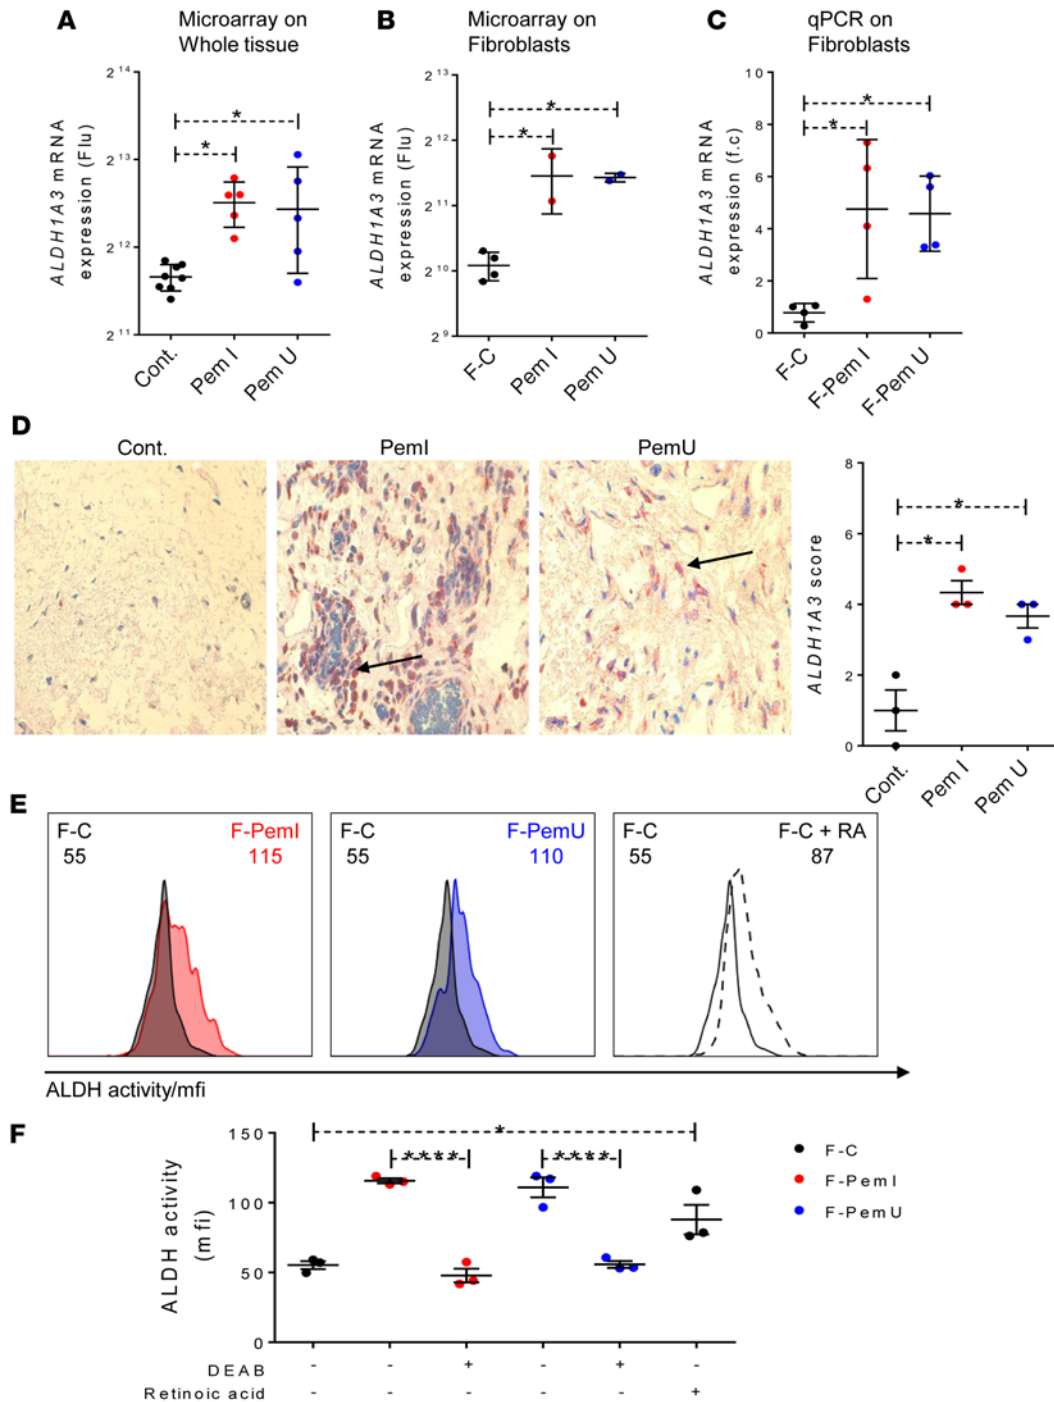 A
Microarray on
Whole tissue
ALDH1A3 mRNA
expression (Flu)
2 14
2 13
2 12
2 11
*
*
Cont.
Pem I
Pem U
B
Microarray on
Fibroblasts
ALDH1A3 mRNA
expression (Flu)
2 13
2 12
2 11
2 10
2 9
*
*
F-C
Pem I
Pem U
C
qPCR on
Fibroblasts
ALDH1A3 mRNA
expression (f.c)
10
8
6
4
2
0
*
*
F-C
F-Pem I
F-Pem U
D
Cont.
PemI
PemU
ALDH1A3 score
8
6
4
2
0
*
*
Cont.
Pem I
Pem U
E
F-C
55
F-PemI
115
F-C
55
F-PemU
110
F-C
55
F-C + RA
87
ALDH activity/mfi
F
ALDH activity
(mfi)
150
100
50
0
*
****
****
F-C
F-Pem I
F-Pem U
DEAB - - + - + -
Retinoic acid - - - - - +